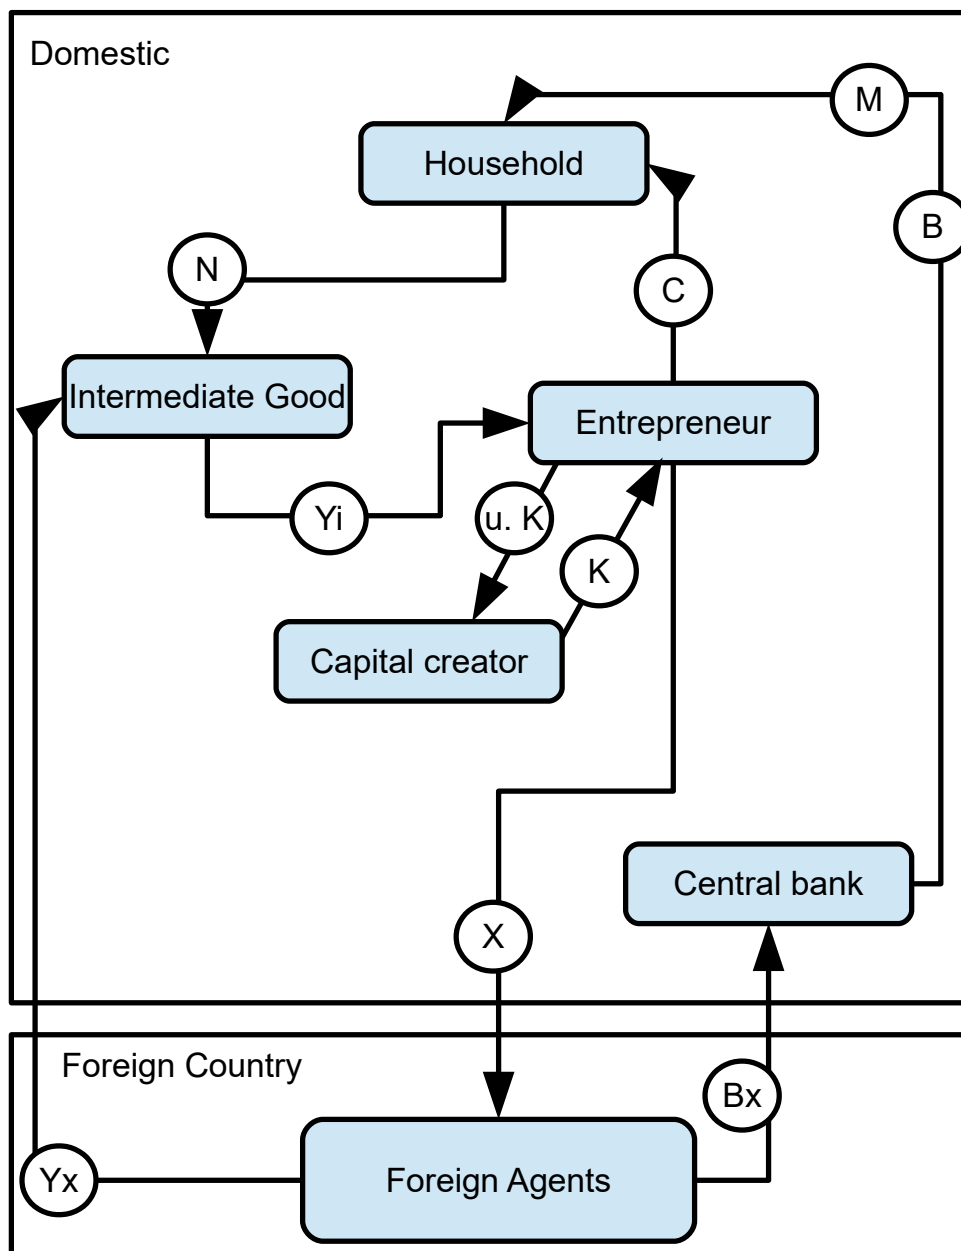 Domestic
M
Household
B
N
C
Intermediate Good
Entrepreneur
Yi
u. K
K
Capital creator
Central bank
X
Foreign Country
Bx
Yx
Foreign Agents